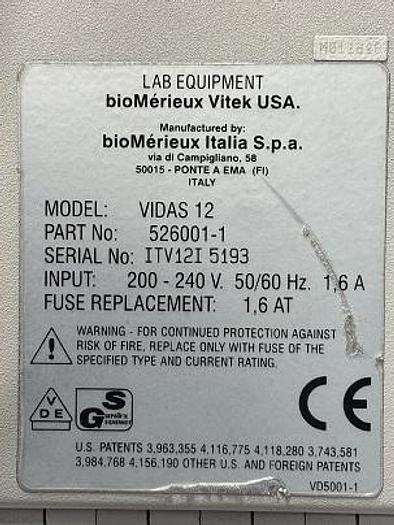 LAB EQUIPMENT
bioMérieux Vitek USA.
Manufactured by:
bioMérieux Italia S.p.a.
via di Campigliano, 58
50015 - PONTE A EMA (FI)
ITALY
MODEL: VIDAS 12
PART No: 526001-1
SERIAL No: ITV12I 5193
INPUT: 200 - 240 V. 50/60 Hz. 1,6 A
FUSE REPLACEMENT: 1,6 AT
WARNING - FOR CONTINUED PROTECTION AGAINST
RISK OF FIRE, REPLACE ONLY WITH FUSE OF THE
SPECIFIED TYPE AND CURRENT RATING.
VDE GS CE
U.S. PATENTS 3,963,355 4,116,775 4,118,280 3,743,581
3,984,768 4,156,190 OTHER U.S. AND FOREIGN PATENTS
VD5001-1